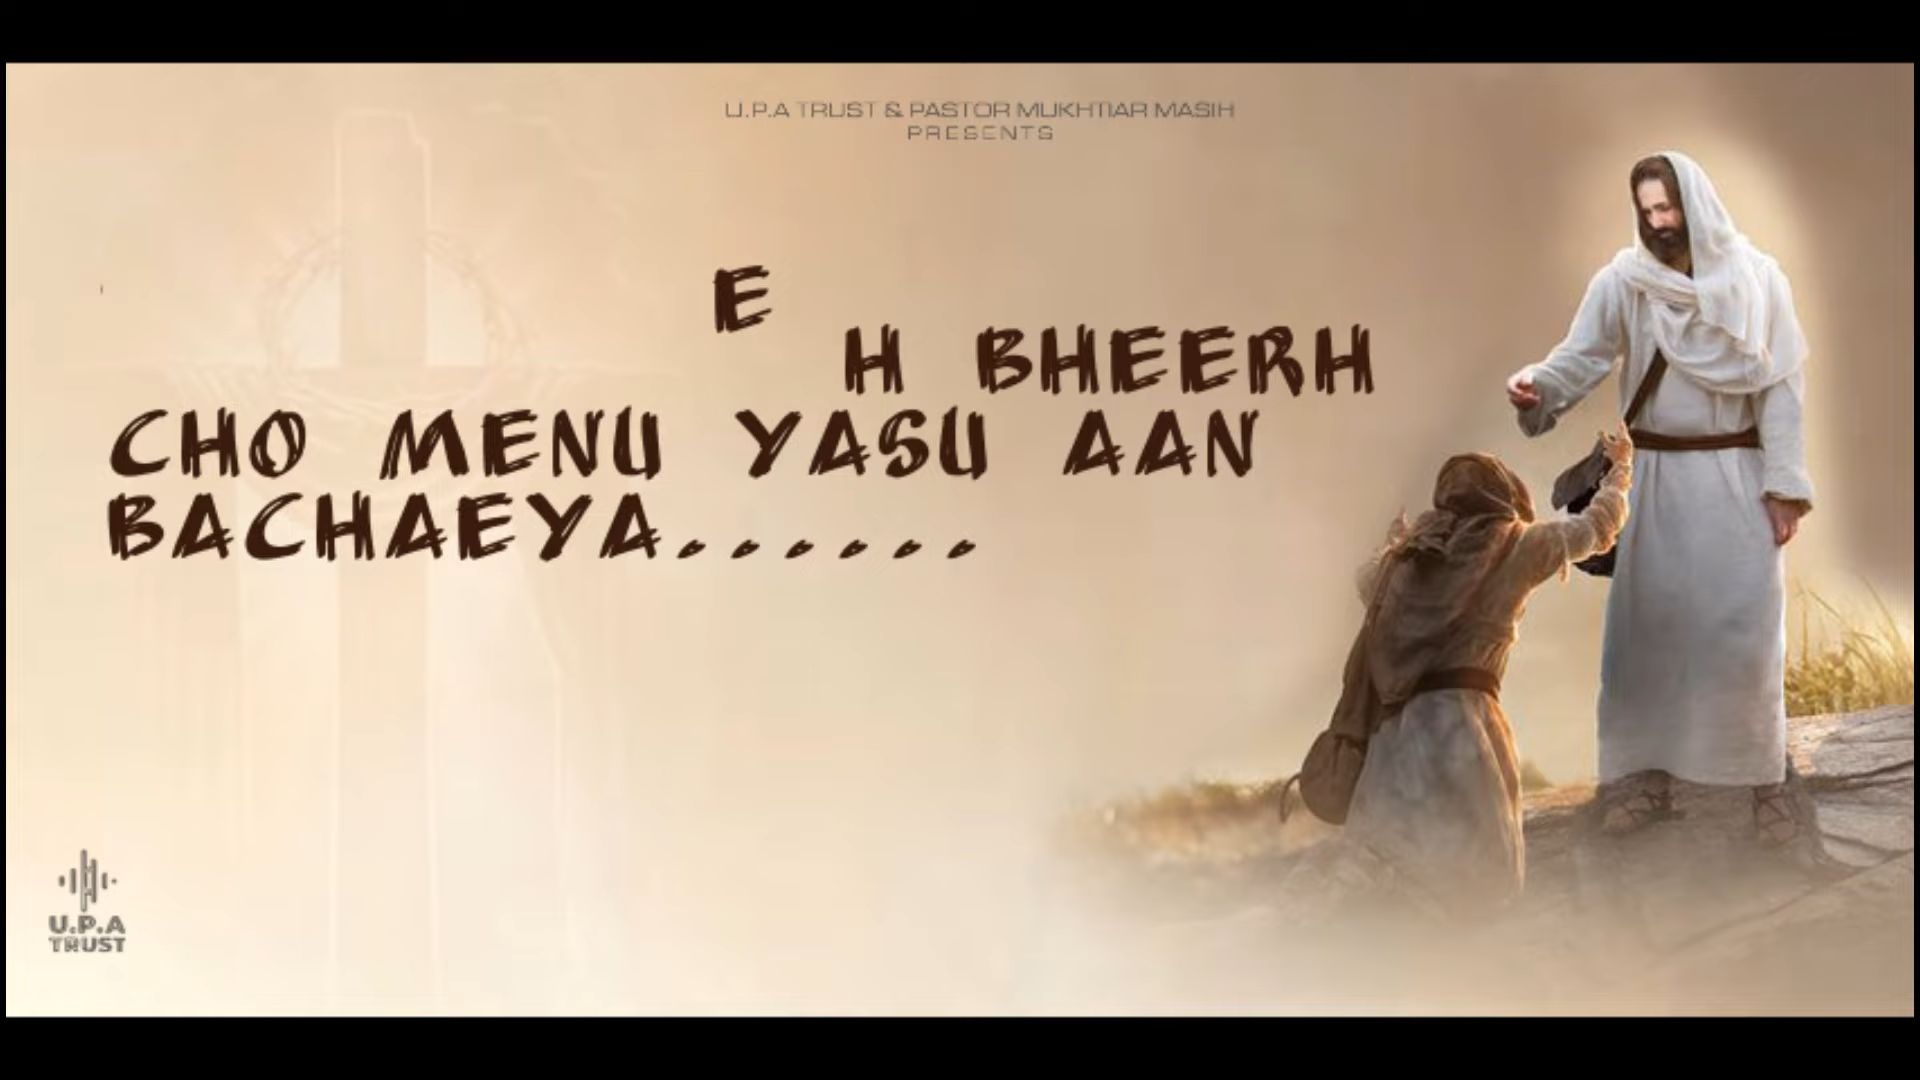 U.P.A TRUST & PASTOR MUKHTIAR MASIH
PRESENTS
E
H BHEERH
CHO MENU YASU AAN
BACHAEYA......
U.P.A
TRUST